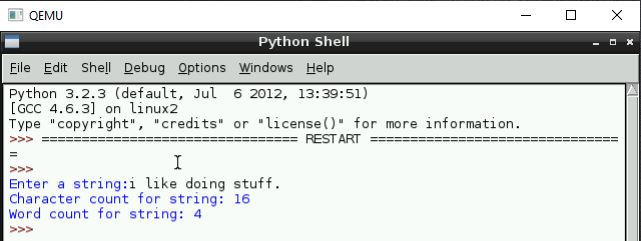 QEMU
Python Shell
File Edit Shell Debug Options Windows Help
Python 3.2.3 (default, Jul  6 2012, 13:39:51)
[GCC 4.6.3] on linux2
Type "copyright", "credits" or "license()" for more information.
>>> ================================ RESTART ================================
=
>>>
Enter a string:i like doing stuff.
Character count for string: 16
Word count for string: 4
>>>